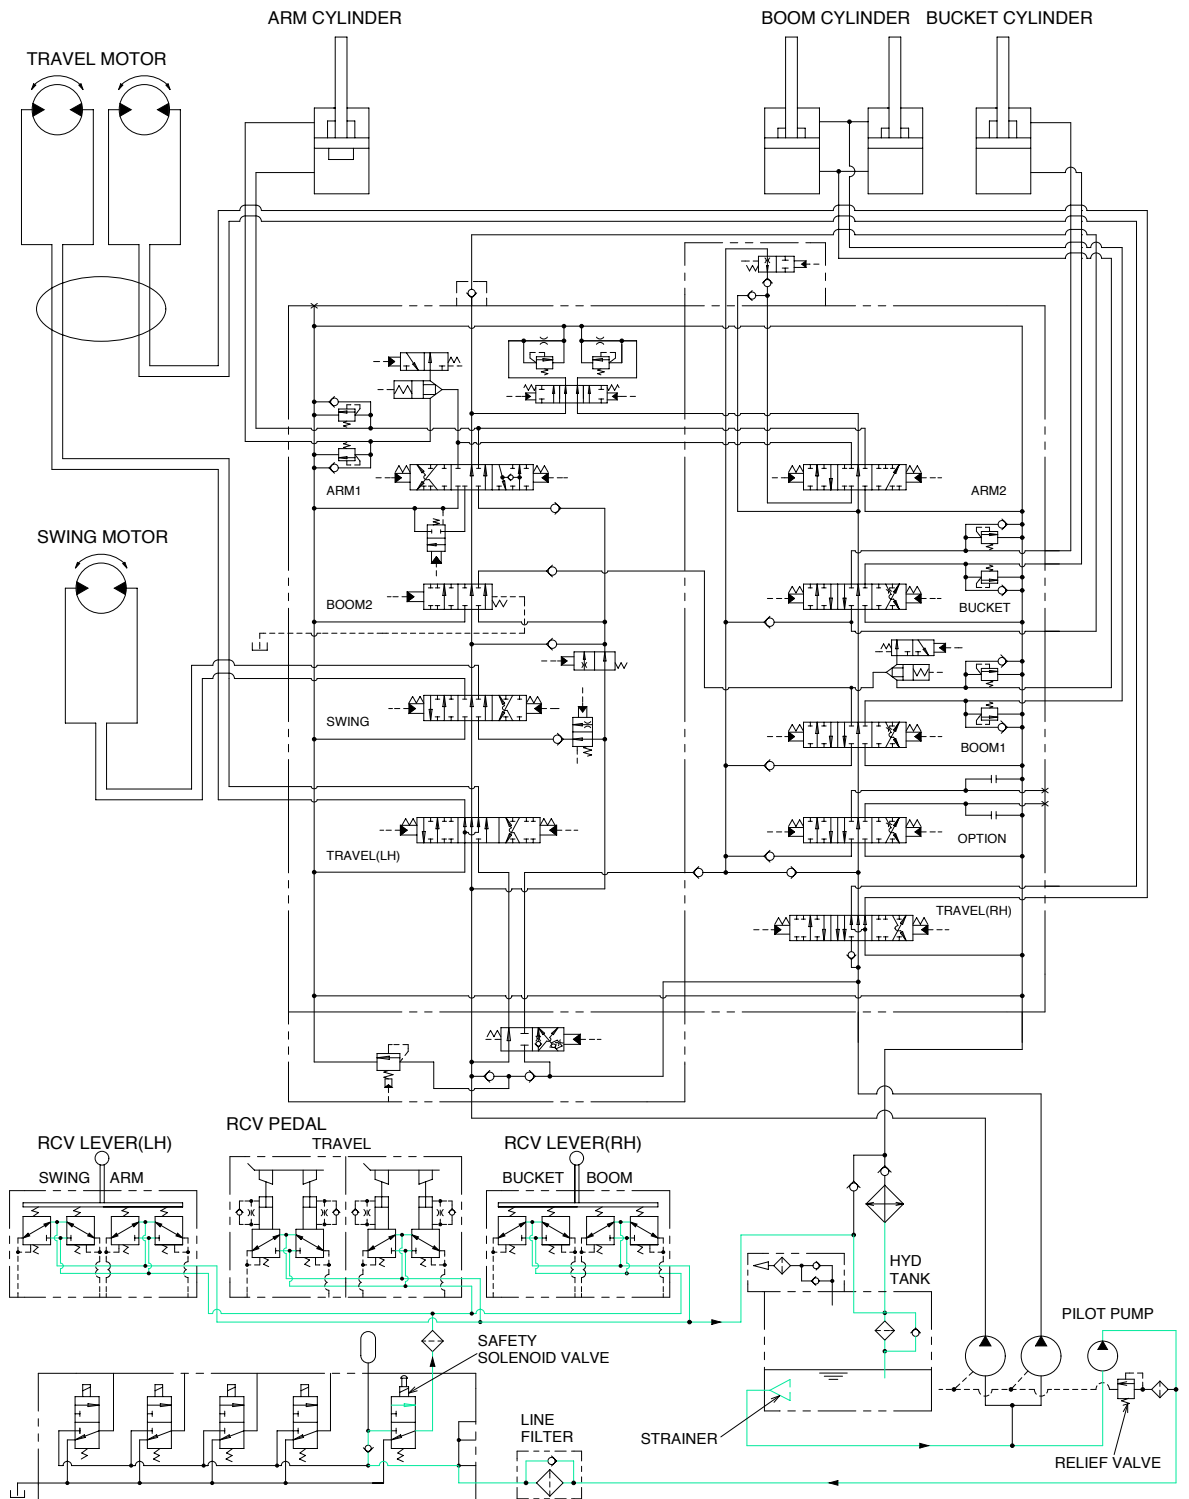 ARM CYLINDER
BOOM CYLINDER
BUCKET CYLINDER
TRAVEL MOTOR
ARM1
ARM2
SWING MOTOR
BOOM2
BUCKET
SWING
BOOM1
TRAVEL(LH)
OPTION
TRAVEL(RH)
RCV PEDAL
RCV LEVER(LH)
TRAVEL
RCV LEVER(RH)
SWING
ARM
BUCKET
BOOM
HYD
TANK
PILOT PUMP
SAFETY
SOLENOID VALVE
LINE
FILTER
STRAINER
RELIEF VALVE